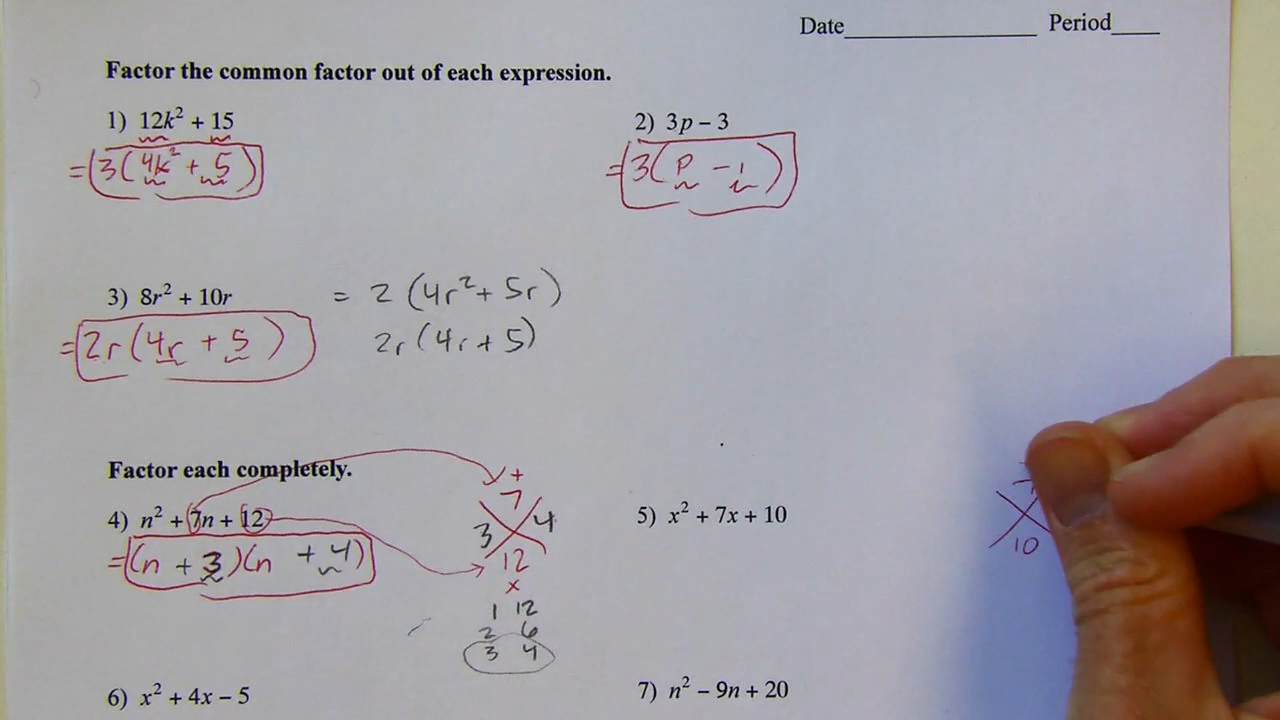 Date____________ Period____
Factor the common factor out of each expression.
1) 12k² + 15
= 3(4k² + 5)
2) 3p − 3
= 3(p − 1)
3) 8r² + 10r
= 2r(4r + 5)
= 2(4r² + 5r)
2r(4r + 5)
Factor each completely.
4) n² + 7n + 12
= (n + 3)(n + 4)
+
7
3 4
12
x
1 12
2 6
3 4
5) x² + 7x + 10
10
6) x² + 4x − 5
7) n² − 9n + 20